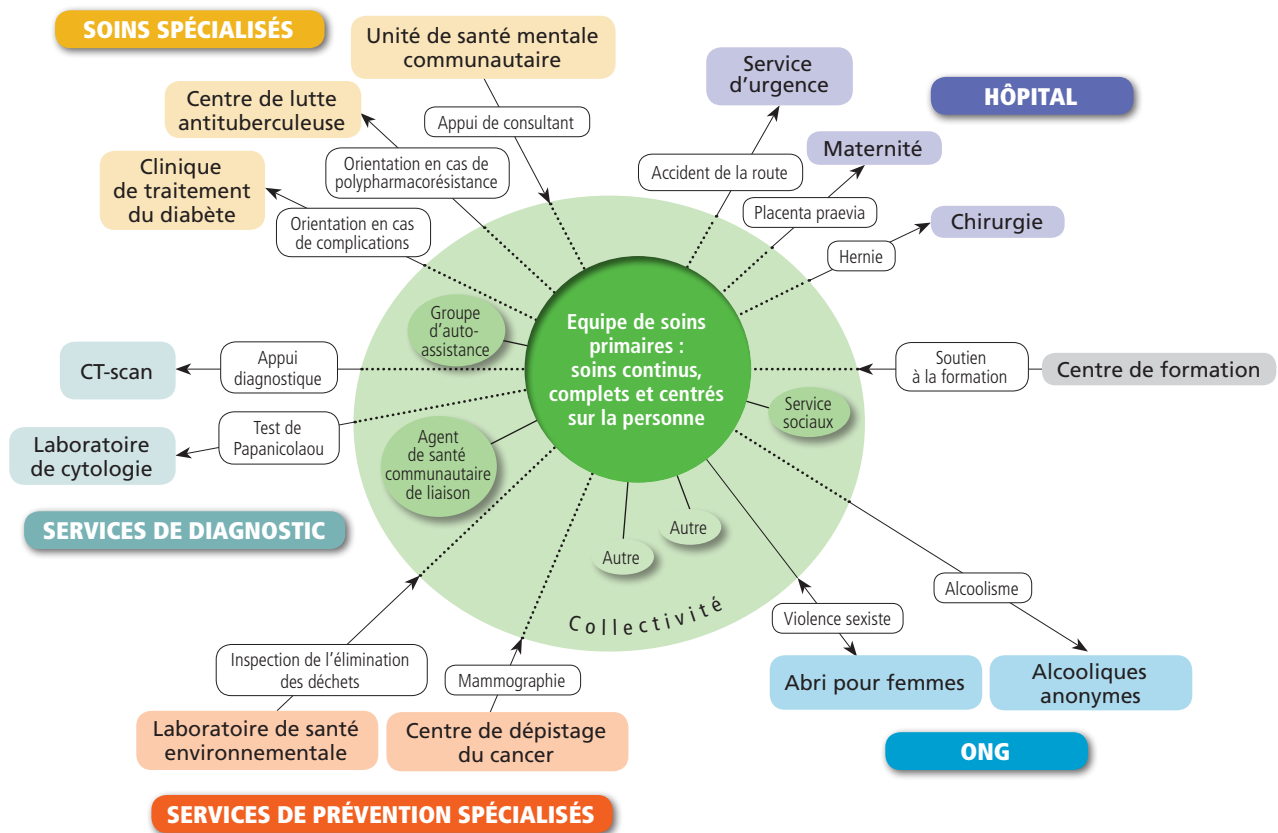 SOINS SPÉCIALISÉS
Unité de santé mentale
communautaire
Centre de lutte
antituberculeuse
Clinique
de traitement
du diabète
Appui de consultant
Orientation en cas de
polypharmacorésistance
Orientation en cas
de complications
Service
d'urgence
HÔPITAL
Maternité
Chirurgie
Accident de la route
Placenta praevia
Hernie
Groupe
d'auto-
assistance
Equipe de soins
primaires :
soins continus,
complets et centrés
sur la personne
CT-scan
Appui
diagnostique
Soutien
à la formation
Centre de formation
Service
sociaux
Laboratoire
de cytologie
Test de
Papanicolaou
Agent
de santé
communautaire
de liaison
SERVICES DE DIAGNOSTIC
Autre
Autre
Collectivité
Alcoolisme
Violence sexiste
Inspection de l'élimination
des déchets
Mammographie
Abri pour femmes
Alcooliques
anonymes
Laboratoire de santé
environnementale
Centre de dépistage
du cancer
ONG
SERVICES DE PRÉVENTION SPÉCIALISÉS